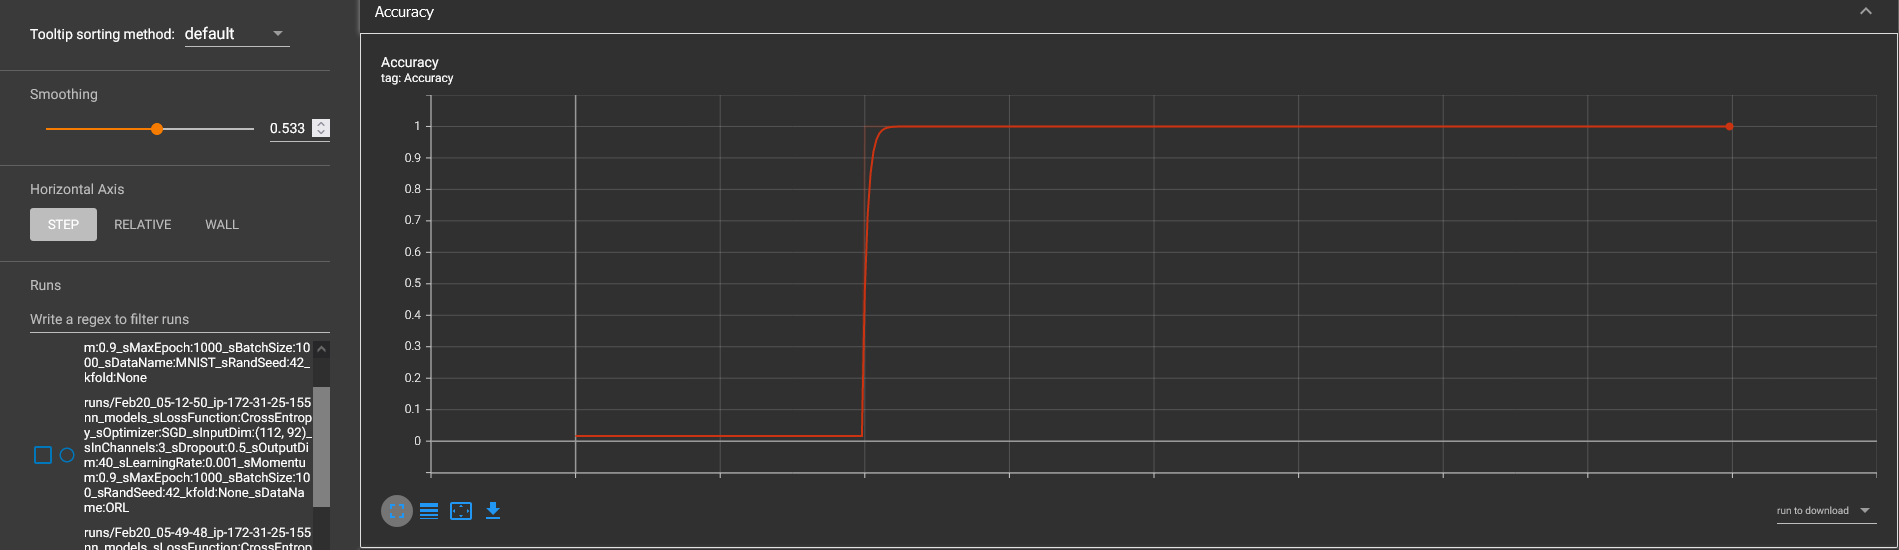 Tooltip sorting method: default
Smoothing
0.533
Horizontal Axis
STEP RELATIVE WALL
Runs
Write a regex to filter runs
m:0.9_sMaxEpoch:1000_sBatchSize:10
00_sDataName:MNIST_sRandSeed:42_
kfold:None
runs/Feb20_05-12-50_ip-172-31-25-155
nn_models_sLossFunction:CrossEntrop
y_sOptimizer:SGD_sInputDim:(112, 92)_
sInChannels:3_sDropout:0.5_sOutputDi
m:40_sLearningRate:0.001_sMomentu
m:0.9_sMaxEpoch:1000_sBatchSize:10
0_sRandSeed:42_kfold:None_sDataNa
me:ORL
runs/Feb20_05-49-48_ip-172-31-25-155
nn_models_sLossFunction:CrossEntrop
Accuracy
Accuracy
tag: Accuracy
1
0.9
0.8
0.7
0.6
0.5
0.4
0.3
0.2
0.1
0
run to download